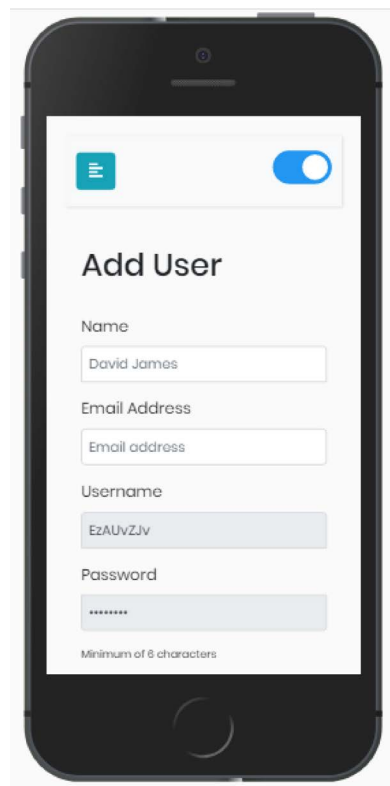 Add User
Name
David James
Email Address
Email address
Username
EzAUvZJv
Password
••••••••
Minimum of 6 characters